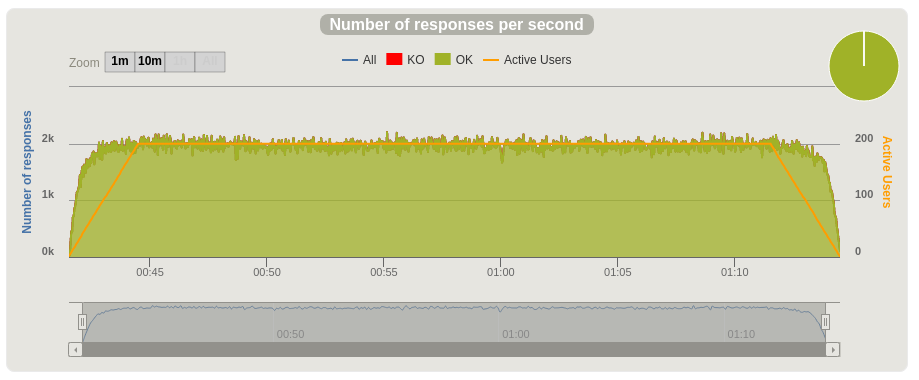 Number of responses per second
Zoom 1m 10m All
All KO OK Active Users
Number of responses
2k
1k
0k
200
100
0
Active Users
00:45 00:50 00:55 01:00 01:05 01:10
00:50 01:00 01:10